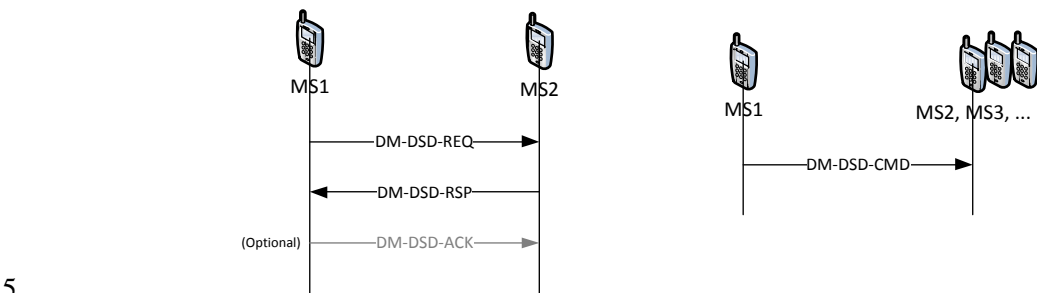 MS1
MS2
DM-DSD-REQ
DM-DSD-RSP
(Optional)
DM-DSD-ACK
MS1
MS2, MS3, ...
DM-DSD-CMD
5